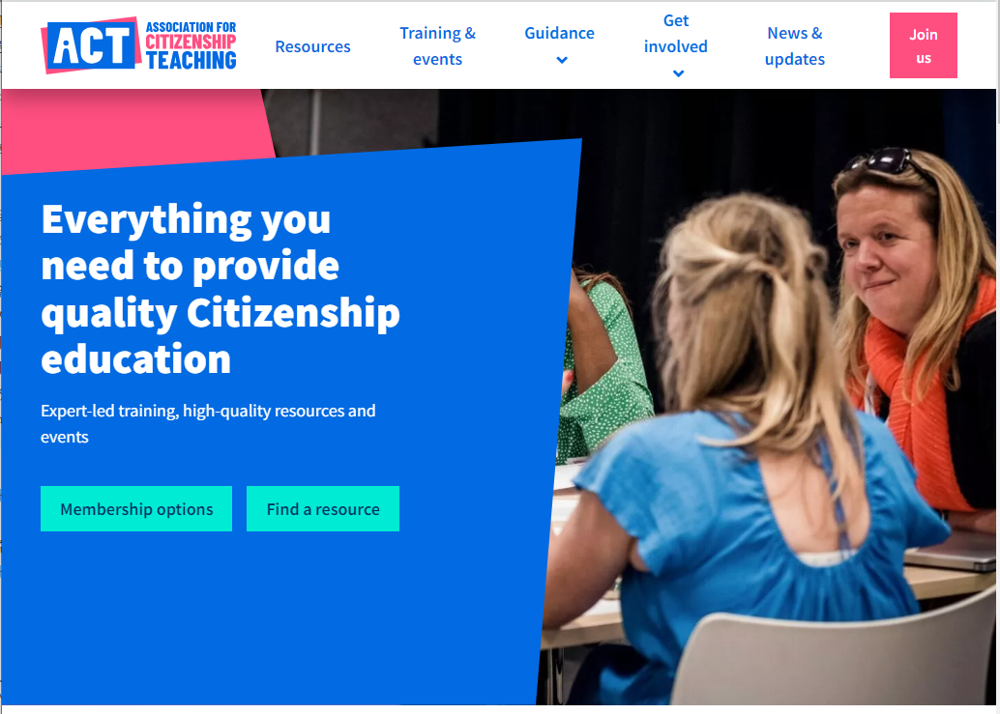 ACT
ASSOCIATION FOR
CITIZENSHIP
TEACHING
Resources
Training &
events
Guidance
Get
involved
News &
updates
Join
us
Everything you
need to provide
quality Citizenship
education
Expert-led training, high-quality resources and
events
Membership options
Find a resource